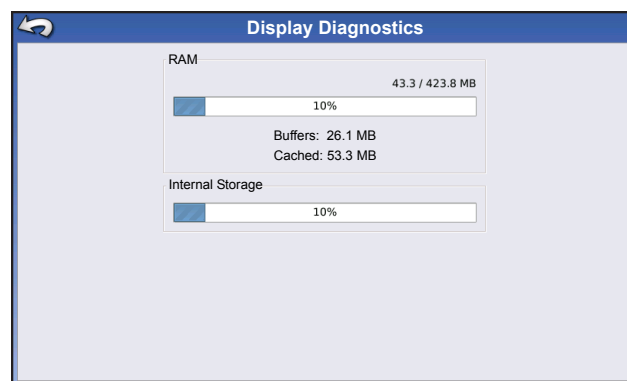 Display Diagnostics
RAM
43.3 / 423.8 MB
10%
Buffers: 26.1 MB
Cached: 53.3 MB
Internal Storage
10%